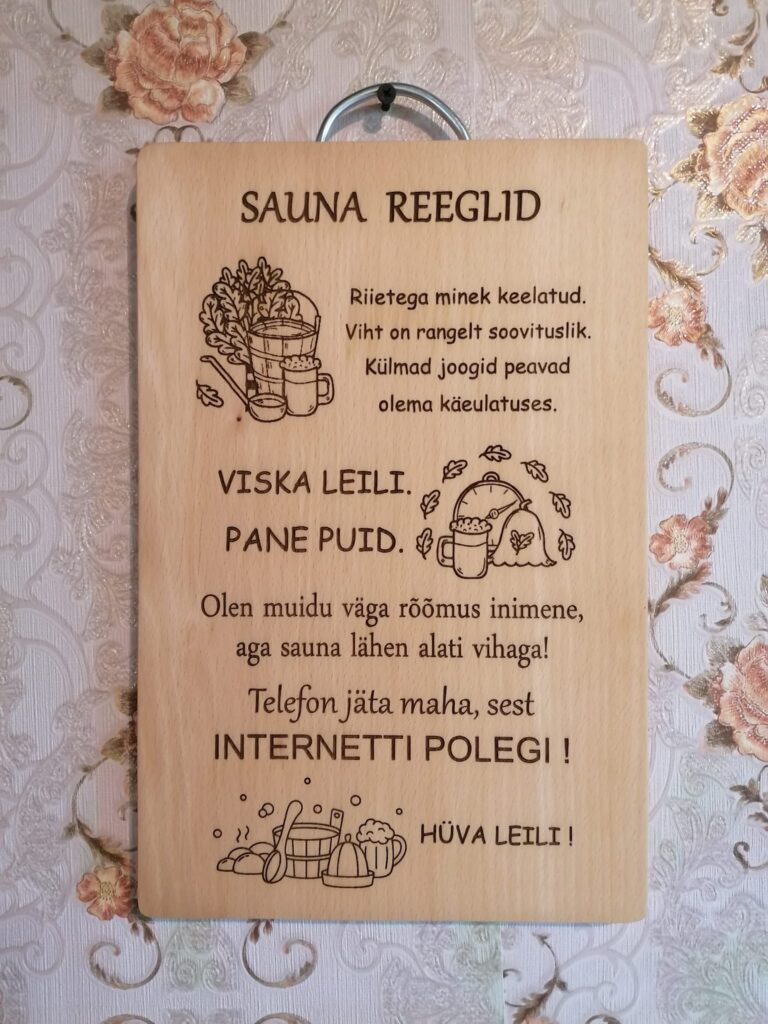 SAUNA REEGLID
Riietega minek keelatud.
Viht on rangelt soovituslik.
Külmad joogid peavad
olema käeulatuses.
VISKA LEILI.
PANE PUID.
Olen muidu väga rõõmus inimene,
aga sauna lähen alati vihaga!
Telefon jäta maha, sest
INTERNETTI POLEGI !
HÜVA LEILI !